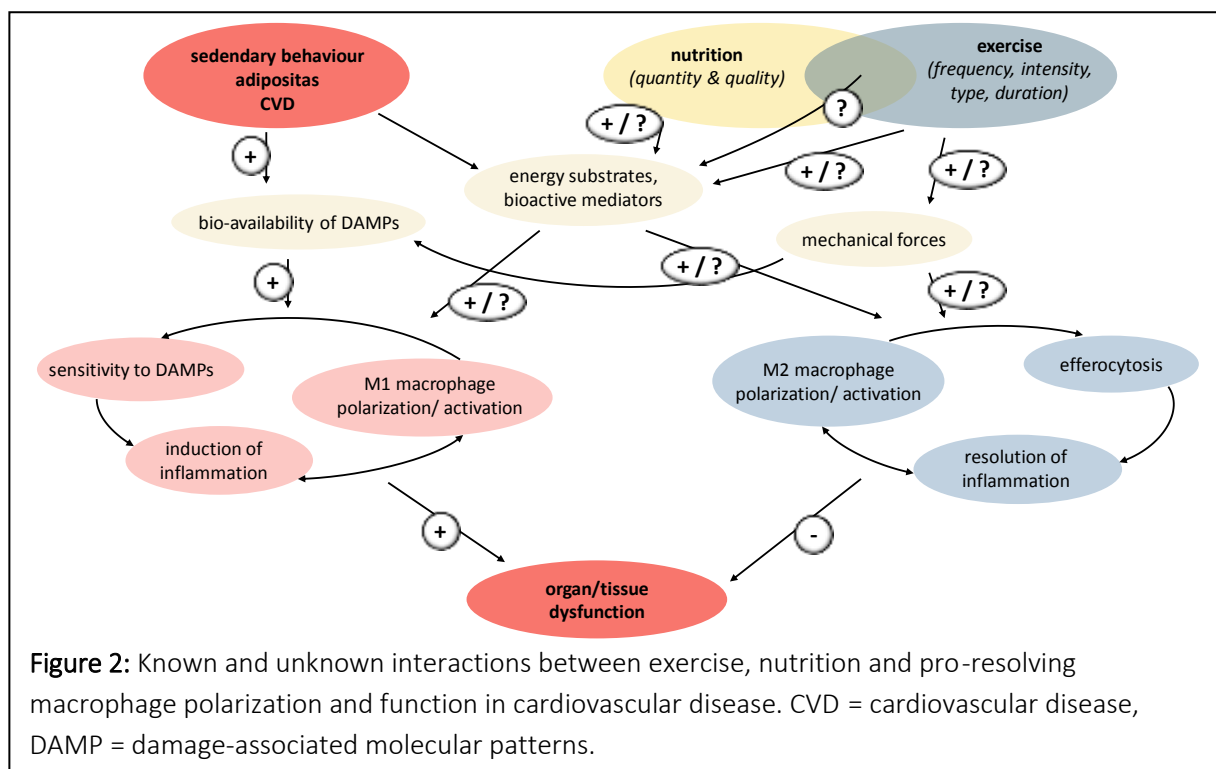 sedendary behaviour
adipositas
CVD
nutrition
(quantity & quality)
exercise
(frequency, intensity,
type, duration)
?
+ / ?
+
+ / ?
+ / ?
energy substrates,
bioactive mediators
bio-availability of DAMPs
mechanical forces
+
+ / ?
+ / ?
+ / ?
sensitivity to DAMPs
M1 macrophage
polarization/ activation
induction of
inflammation
M2 macrophage
polarization/ activation
efferocytosis
resolution of
inflammation
+
-
organ/tissue
dysfunction
Figure 2: Known and unknown interactions between exercise, nutrition and pro-resolving
macrophage polarization and function in cardiovascular disease. CVD = cardiovascular disease,
DAMP = damage-associated molecular patterns.